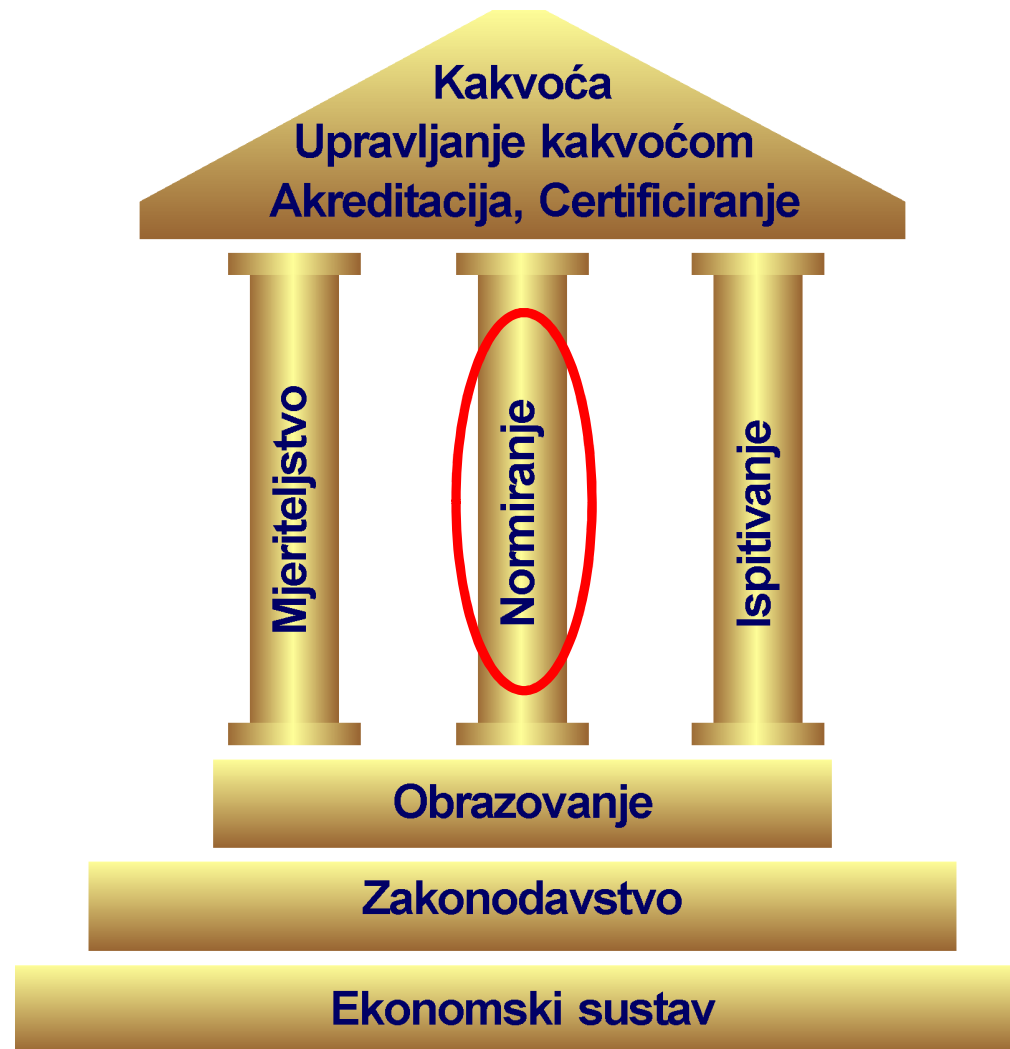 Kakvoća
Upravljanje kakvoćom
Akreditacija, Certificiranje
Mjeriteljstvo
Normiranje
Ispitivanje
Obrazovanje
Zakonodavstvo
Ekonomski sustav